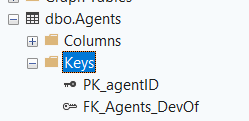 dbo.Agents
Columns
Keys
PK_agentID
FK_Agents_DevOf